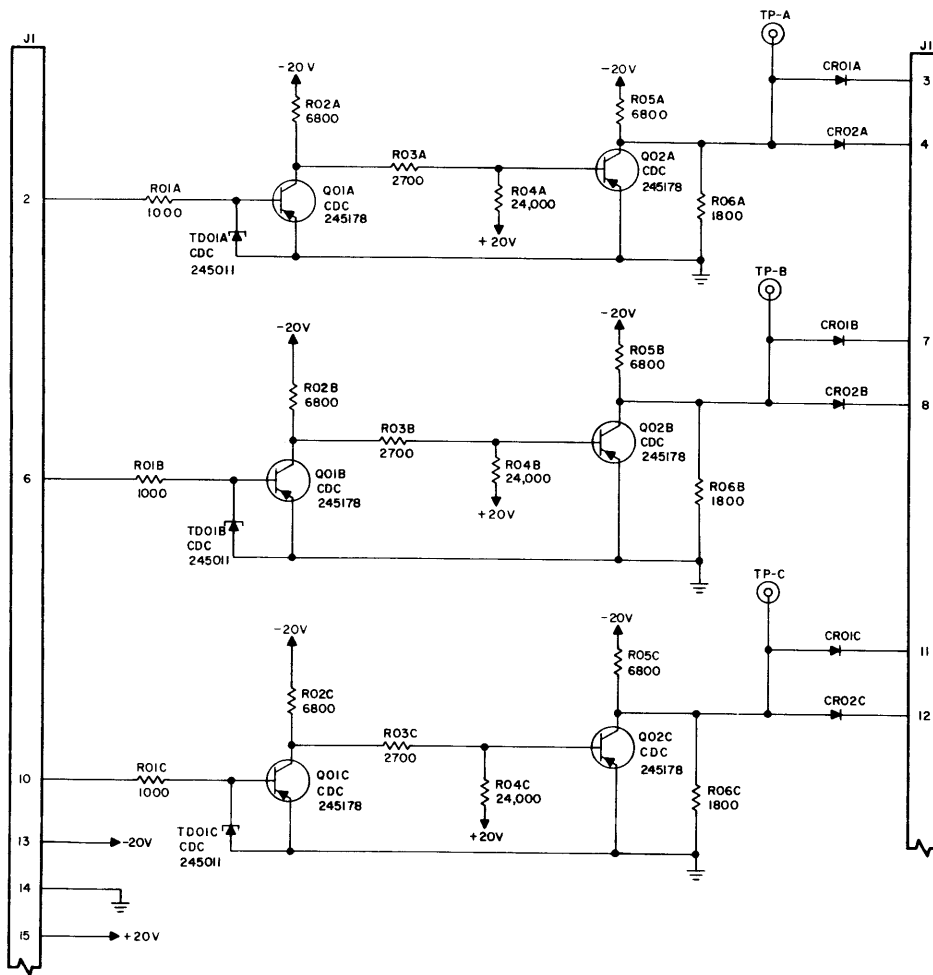 TP-A
J1
J1
-20V
-20V
CR01A
R02A
6800
R05A
6800
3
CR02A
4
R03A
2700
Q02A
CDC
245178
2
R01A
1000
Q01A
CDC
245178
R04A
24,000
R06A
1800
TD01A
CDC
245011
+20V
TP-B
-20V
-20V
CR01B
7
R05B
6800
R02B
6800
CR02B
8
R03B
2700
Q02B
CDC
245178
6
R01B
1000
Q01B
CDC
245178
R04B
24,000
R06B
1800
TD01B
CDC
245011
+20V
TP-C
-20V
-20V
CR01C
11
R05C
6800
R02C
6800
CR02C
12
R03C
2700
Q02C
CDC
245178
10
R01C
1000
Q01C
CDC
245178
R04C
24,000
R06C
1800
TD01C
CDC
245011
+20V
13
-20V
14
15
+20V